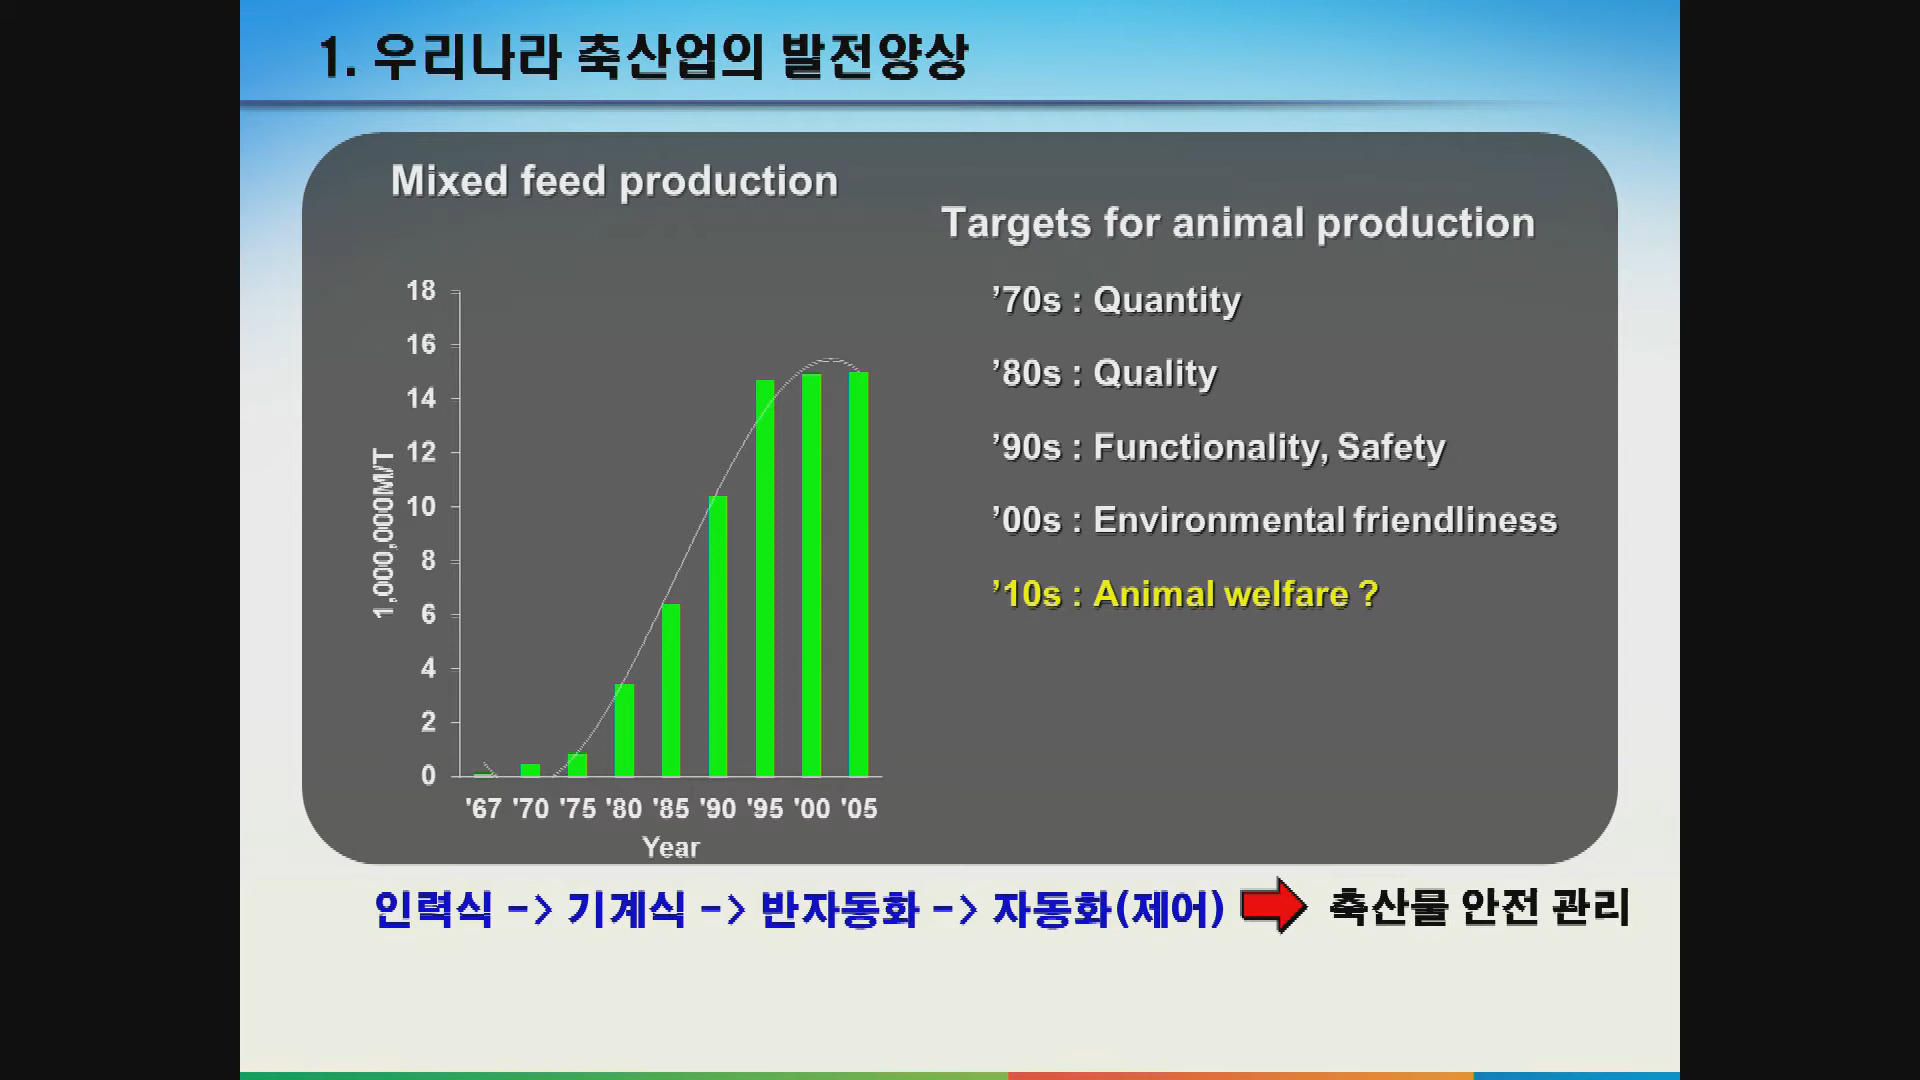 1. 우리나라 축산업의 발전양상
Mixed feed production
18
16
14
12
10
8
6
4
2
0
1,000,000M/T
'67 '70 '75 '80 '85 '90 '95 '00 '05
Year
Targets for animal production
’70s : Quantity
’80s : Quality
’90s : Functionality, Safety
’00s : Environmental friendliness
’10s : Animal welfare ?
인력식 -> 기계식 -> 반자동화 -> 자동화(제어) 축산물 안전 관리